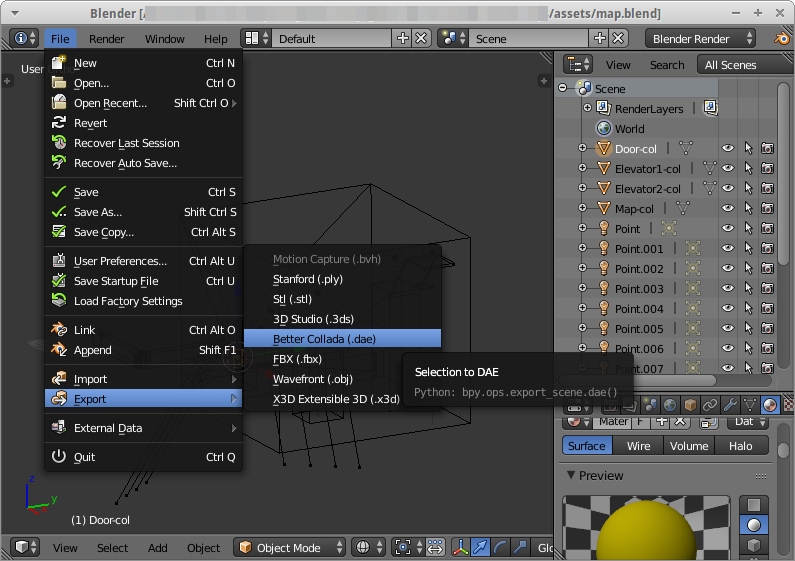 Blender [/ /assets/map.blend]
File Render Window Help Default Scene Blender Render
User
New Ctrl N
Open... Ctrl O
Open Recent... Shift Ctrl O
Revert
Recover Last Session
Recover Auto Save...
Save Ctrl S
Save As... Shift Ctrl S
Save Copy... Ctrl Alt S
User Preferences... Ctrl Alt U
Save Startup File Ctrl U
Load Factory Settings
Link Ctrl Alt O
Append Shift F1
Import
Export
External Data
Quit Ctrl Q
Motion Capture (.bvh)
Stanford (.ply)
Stl (.stl)
3D Studio (.3ds)
Better Collada (.dae)
FBX (.fbx)
Wavefront (.obj)
X3D Extensible 3D (.x3d)
Selection to DAE
Python: bpy.ops.export_scene.dae()
z
y
(1) Door-col
View Select Add Object Object Mode Glo
View Search All Scenes
Scene
RenderLayers
World
Door-col
Elevator1-col
Elevator2-col
Map-col
Point
Point.001
Point.002
Point.003
Point.004
Point.005
Point.006
Point.007
Mater F Dat
Surface Wire Volume Halo
Preview